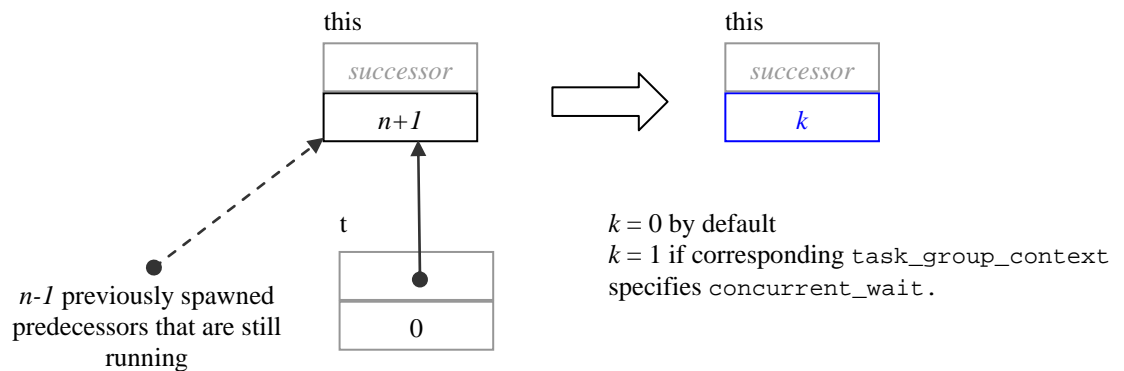 this
this
successor
successor
n+1
k
t
k = 0 by default
k = 1 if corresponding task_group_context
specifies concurrent_wait.
n-1 previously spawned
predecessors that are still
running
0